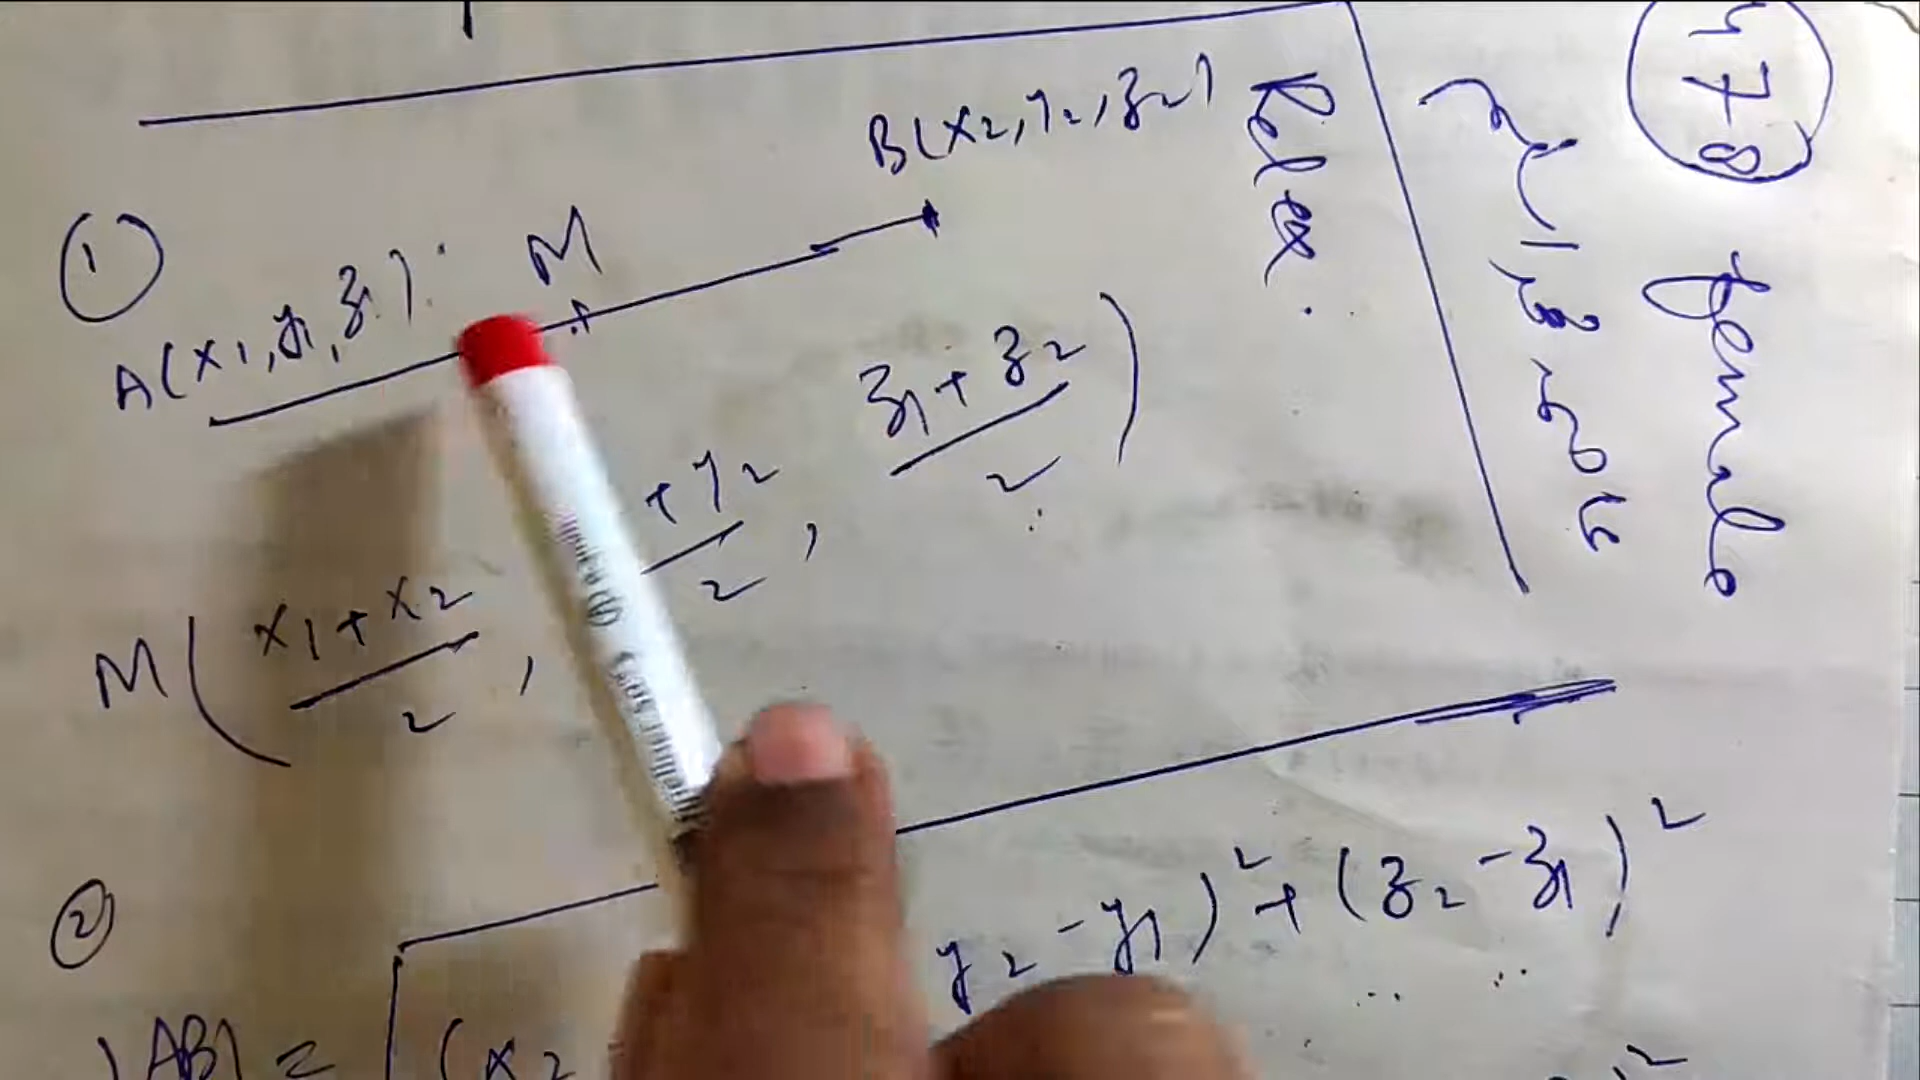 478
female
Relex.
①
A(x1, y1, z1)
M
B(x2, y2, z2)
M( x1+x2/2 , +y2/2 , z1+z2/2 )
②
|AB| = √(x2 y2 -y1)² + (z2 -z1)²